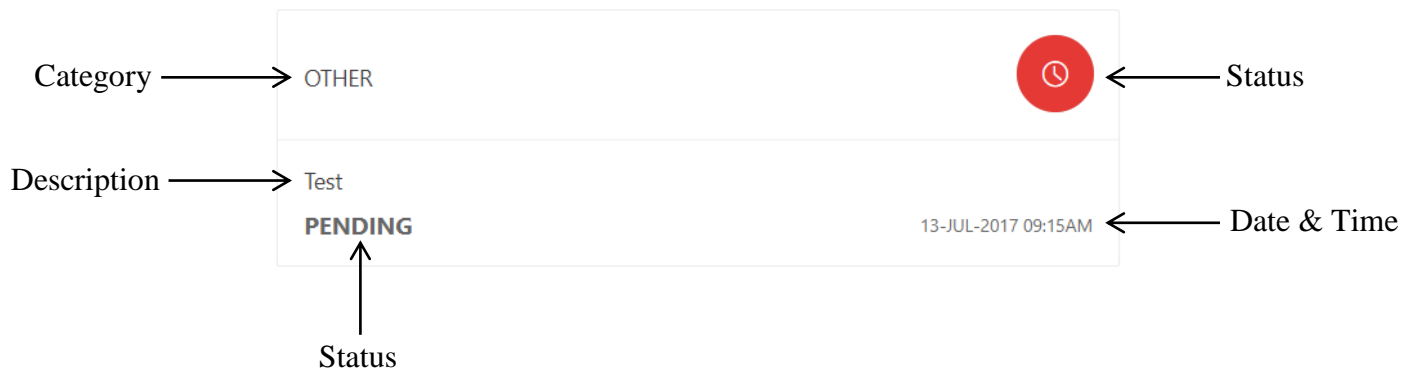 Category OTHER Status
Description Test
PENDING 13-JUL-2017 09:15AM Date & Time
Status